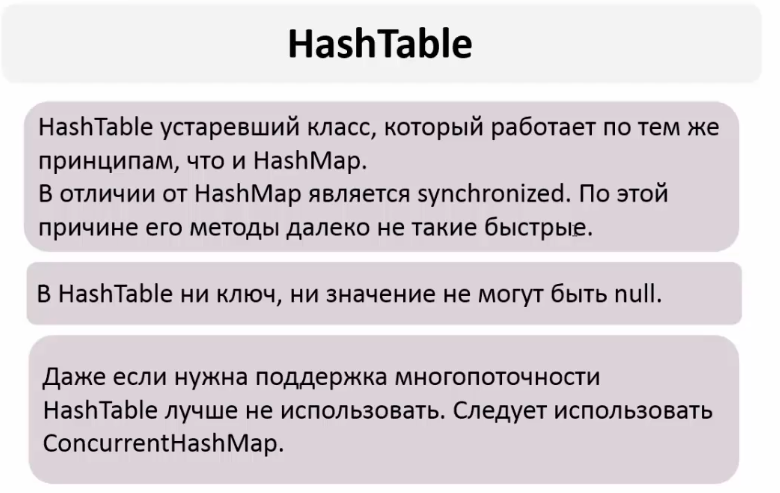 HashTable
HashTable устаревший класс, который работает по тем же
принципам, что и HashMap.
В отличии от HashMap является synchronized. По этой
причине его методы далеко не такие быстрые.
В HashTable ни ключ, ни значение не могут быть null.
Даже если нужна поддержка многопоточности
HashTable лучше не использовать. Следует использовать
ConcurrentHashMap.